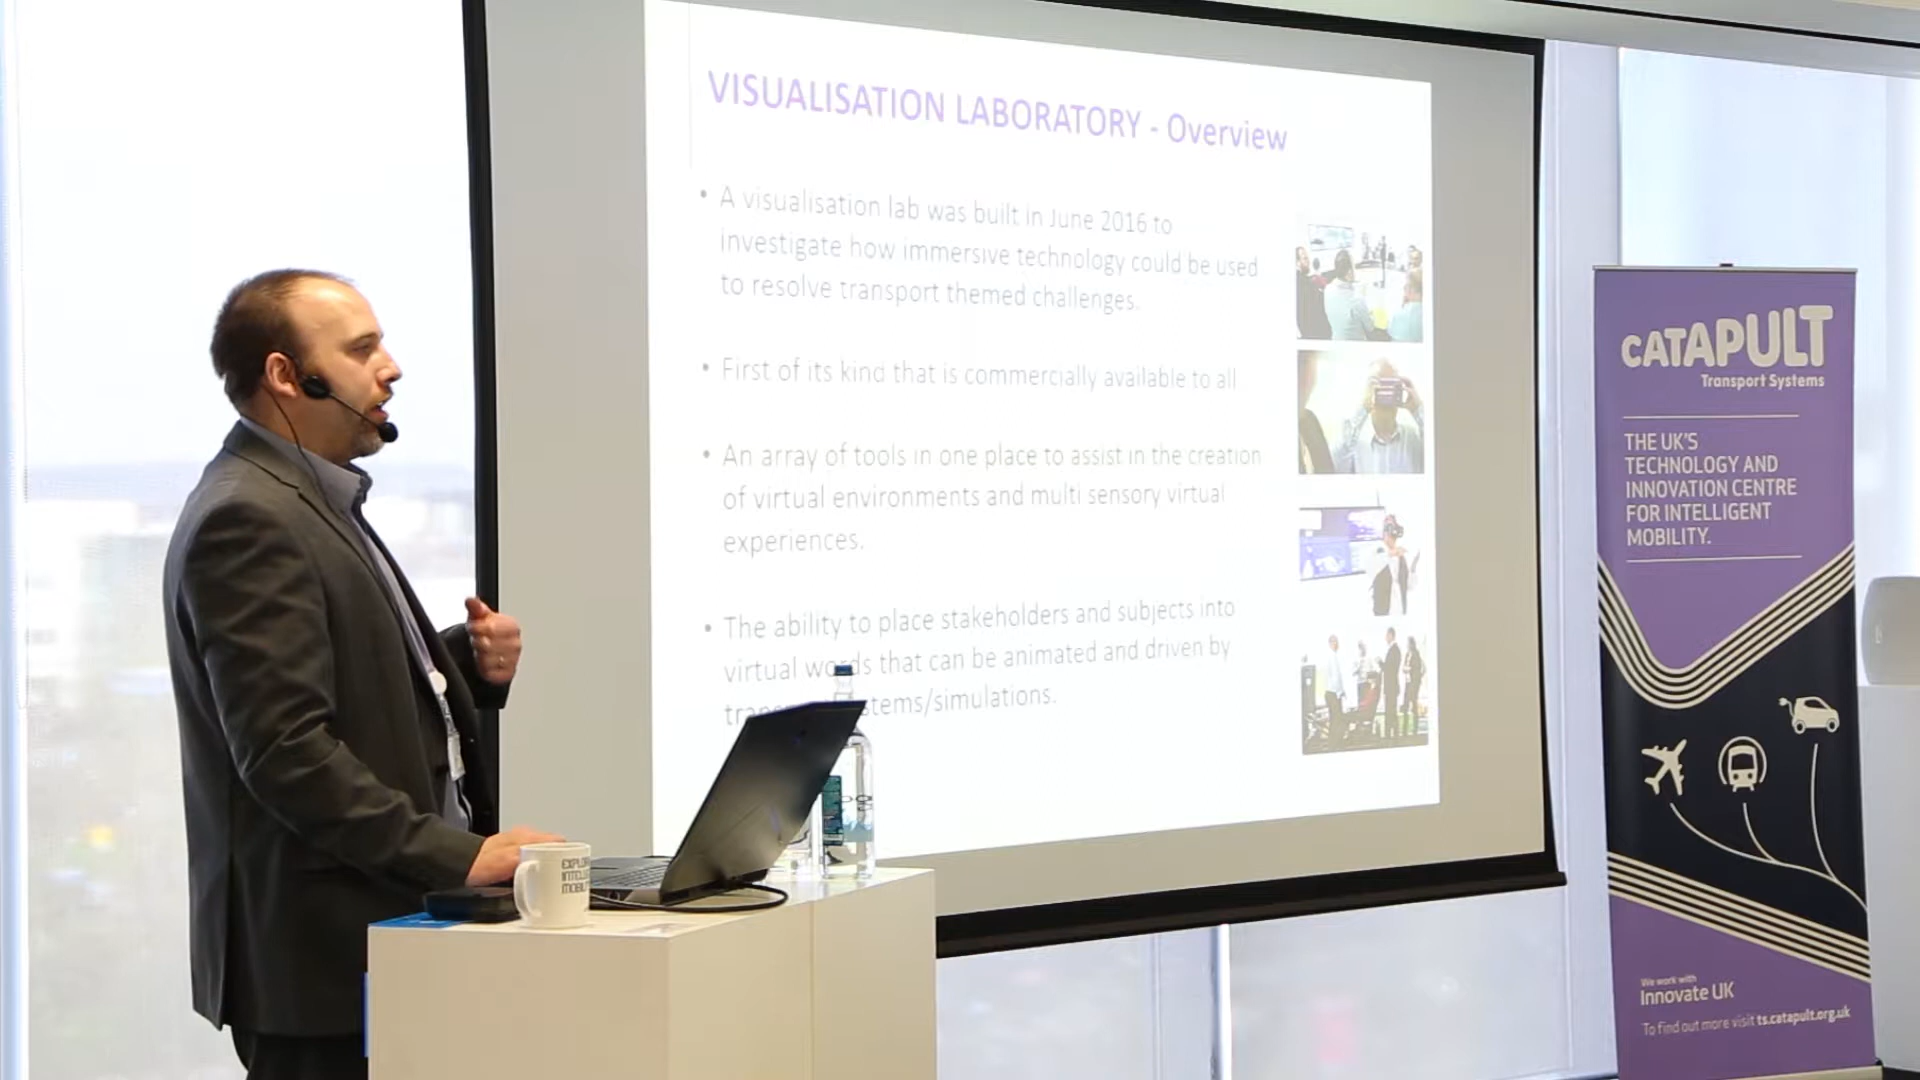 VISUALISATION LABORATORY - Overview
• A visualisation lab was built in June 2016 to
investigate how immersive technology could be used
to resolve transport themed challenges.
• First of its kind that is commercially available to all
• An array of tools in one place to assist in the creation
of virtual environments and multi sensory virtual
experiences.
• The ability to place stakeholders and subjects into
virtual words that can be animated and driven by
CATAPULT
Transport Systems
THE UK'S
TECHNOLOGY AND
INNOVATION CENTRE
FOR INTELLIGENT
MOBILITY.
We work with
Innovate UK
To find out more visit ts.catapult.org.uk